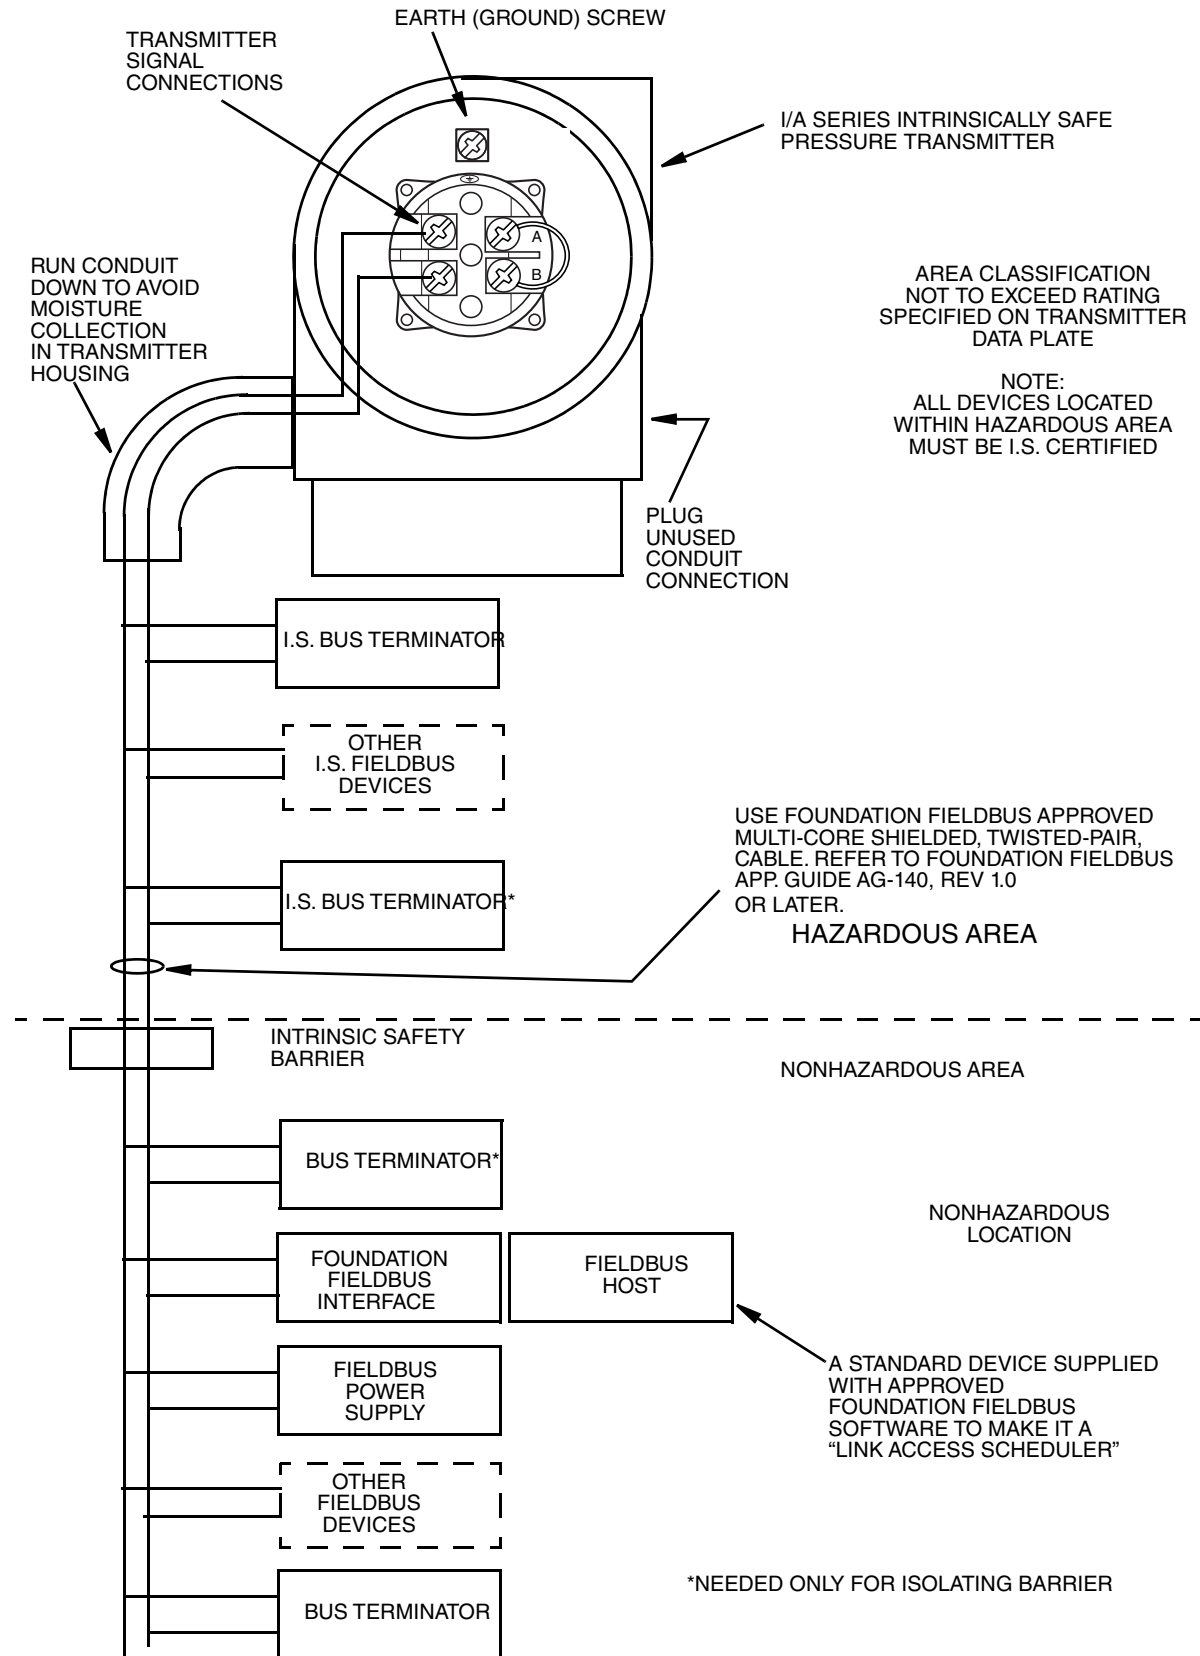 EARTH (GROUND) SCREW
TRANSMITTER
SIGNAL
CONNECTIONS
I/A SERIES INTRINSICALLY SAFE
PRESSURE TRANSMITTER
A
B
RUN CONDUIT
DOWN TO AVOID
MOISTURE
COLLECTION
IN TRANSMITTER
HOUSING
AREA CLASSIFICATION
NOT TO EXCEED RATING
SPECIFIED ON TRANSMITTER
DATA PLATE
NOTE:
ALL DEVICES LOCATED
WITHIN HAZARDOUS AREA
MUST BE I.S. CERTIFIED
PLUG
UNUSED
CONDUIT
CONNECTION
I.S. BUS TERMINATOR
OTHER
I.S. FIELDBUS
DEVICES
USE FOUNDATION FIELDBUS APPROVED
MULTI-CORE SHIELDED, TWISTED-PAIR,
CABLE. REFER TO FOUNDATION FIELDBUS
APP. GUIDE AG-140, REV 1.0
OR LATER.
I.S. BUS TERMINATOR*
HAZARDOUS AREA
INTRINSIC SAFETY
BARRIER
NONHAZARDOUS AREA
BUS TERMINATOR*
NONHAZARDOUS
LOCATION
FOUNDATION
FIELDBUS
INTERFACE
FIELDBUS
HOST
FIELDBUS
POWER
SUPPLY
A STANDARD DEVICE SUPPLIED
WITH APPROVED
FOUNDATION FIELDBUS
SOFTWARE TO MAKE IT A
“LINK ACCESS SCHEDULER”
OTHER
FIELDBUS
DEVICES
*NEEDED ONLY FOR ISOLATING BARRIER
BUS TERMINATOR